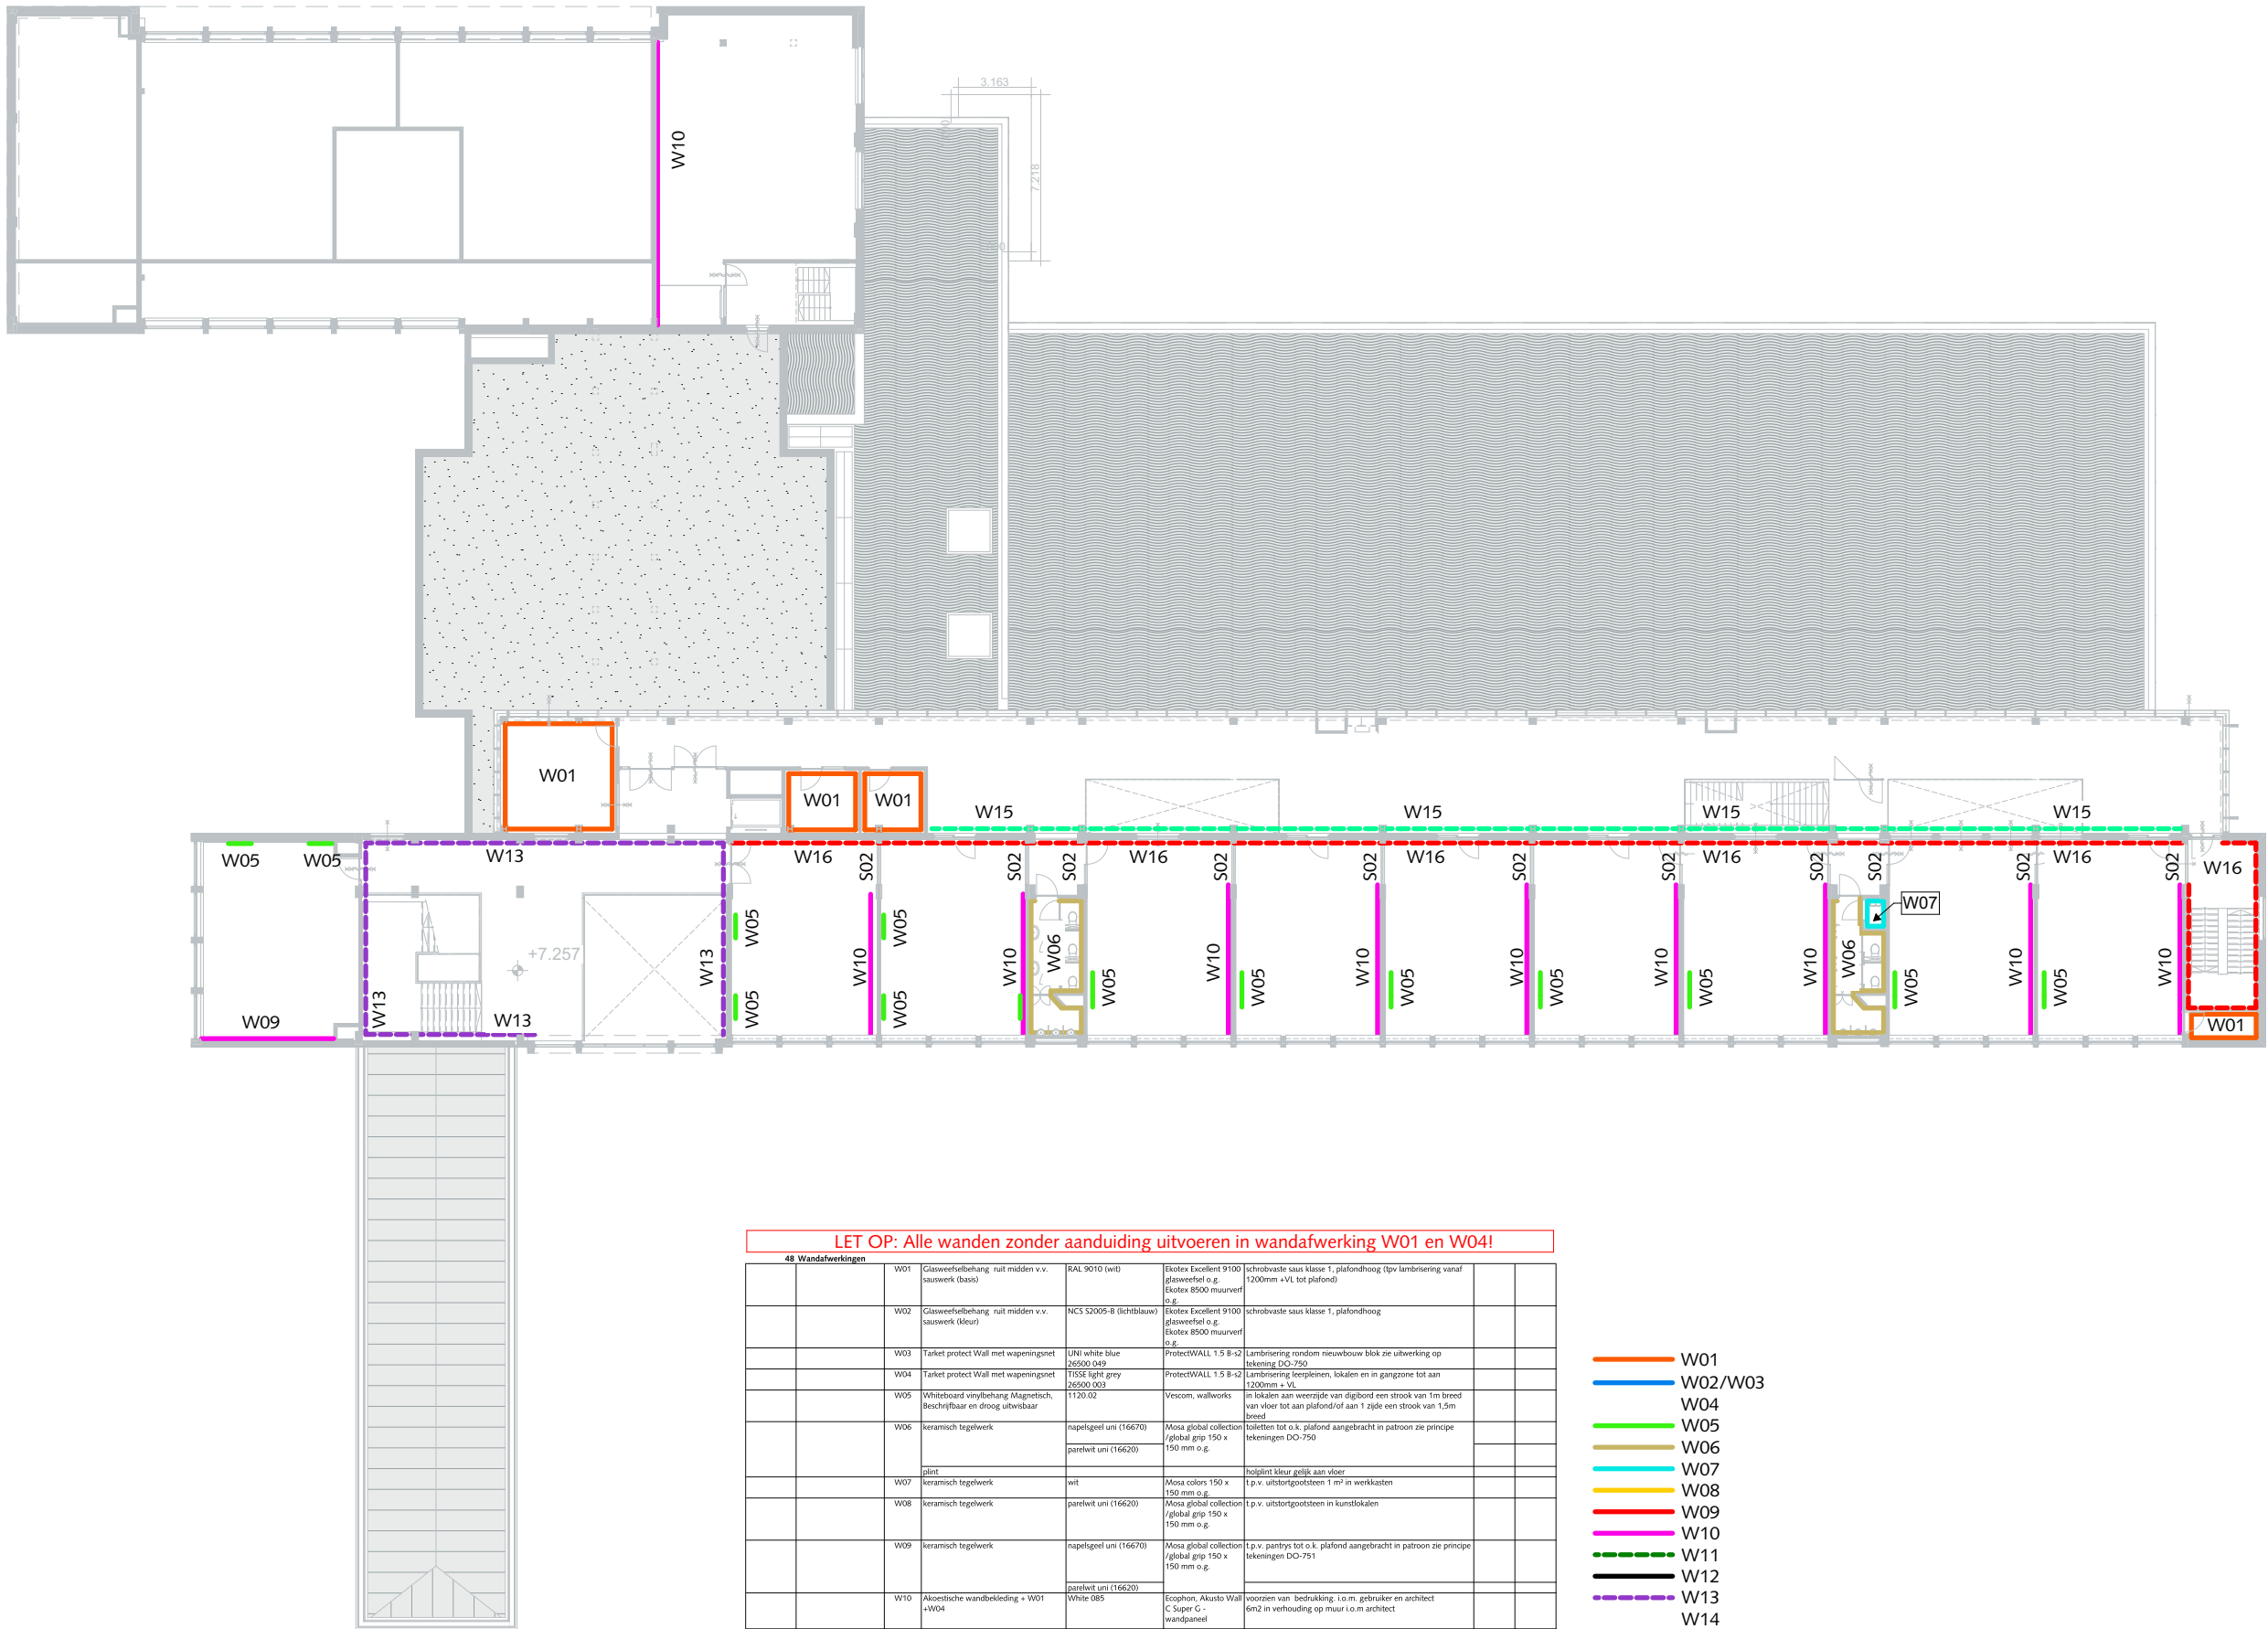 3.163
7.218
W10
W01
W01
W01
W15
W15
W15
W15
W05
W05
W13
W16
S02
S02
S02
W16
S02
S02
W16
S02
S02
W16
S02
S02
W16
S02
S02
W16
W07
+7.257
W05
W05
W13
W10
W10
W06
W10
W10
W10
W10
W10
W06
W10
W10
W05
W05
W05
W05
W05
W05
W05
W05
W05
W13
W13
W09
W01
LET OP: Alle wanden zonder aanduiding uitvoeren in wandafwerking W01 en W04!
48 Wandafwerkingen
W01 Glasweefselbehang ruit midden v.v. sauswerk (basis) RAL 9010 (wit) Ekotex Excellent 9100 glasweefsel o.g. Ekotex 8500 muurverf o.g. schrobvaste saus klasse 1, plafondhoog (tpv lambrisering vanaf 1200mm +VL tot plafond)
W02 Glasweefselbehang ruit midden v.v. sauswerk (kleur) NCS S2005-B (lichtblauw) Ekotex Excellent 9100 glasweefsel o.g. Ekotex 8500 muurverf o.g. schrobvaste saus klasse 1, plafondhoog
W03 Tarket protect Wall met wapeningsnet UNI white blue 26500 049 ProtectWALL 1.5 B-s2 Lambrisering rondom nieuwbouw blok zie uitwerking op tekening DO-750
W04 Tarket protect Wall met wapeningsnet TISSE light grey 26500 003 ProtectWALL 1.5 B-s2 Lambrisering leerpleinen, lokalen en in gangzone tot aan 1200mm + VL
W05 Whiteboard vinylbehang Magnetisch, Beschrijfbaar en droog uitwisbaar 1120.02 Vescom, wallworks in lokalen aan weerzijde van digibord een strook van 1m breed van vloer tot aan plafond/of aan 1 zijde een strook van 1,5m breed
W06 keramisch tegelwerk napelsgeel uni (16670) Mosa global collection /global grip 150 x 150 mm o.g. toiletten tot o.k. plafond aangebracht in patroon zie principe tekeningen DO-750
parelwit uni (16620)
plint holplint kleur gelijk aan vloer
W07 keramisch tegelwerk wit Mosa colors 150 x 150 mm o.g. t.p.v. uitstortgootsteen 1 m² in werkkasten
W08 keramisch tegelwerk parelwit uni (16620) Mosa global collection /global grip 150 x 150 mm o.g. t.p.v. uitstortgootsteen in kunstlokalen
W09 keramisch tegelwerk napelsgeel uni (16670) Mosa global collection /global grip 150 x 150 mm o.g. t.p.v. pantrys tot o.k. plafond aangebracht in patroon zie principe tekeningen DO-751
parelwit uni (16620)
W10 Akoestische wandbekleding + W01 +W04 White 085 Ecophon, Akusto Wall C Super G - wandpaneel voorzien van bedrukking. i.o.m. gebruiker en architect 6m2 in verhouding op muur i.o.m architect
W01
W02/W03
W04
W05
W06
W07
W08
W09
W10
W11
W12
W13
W14